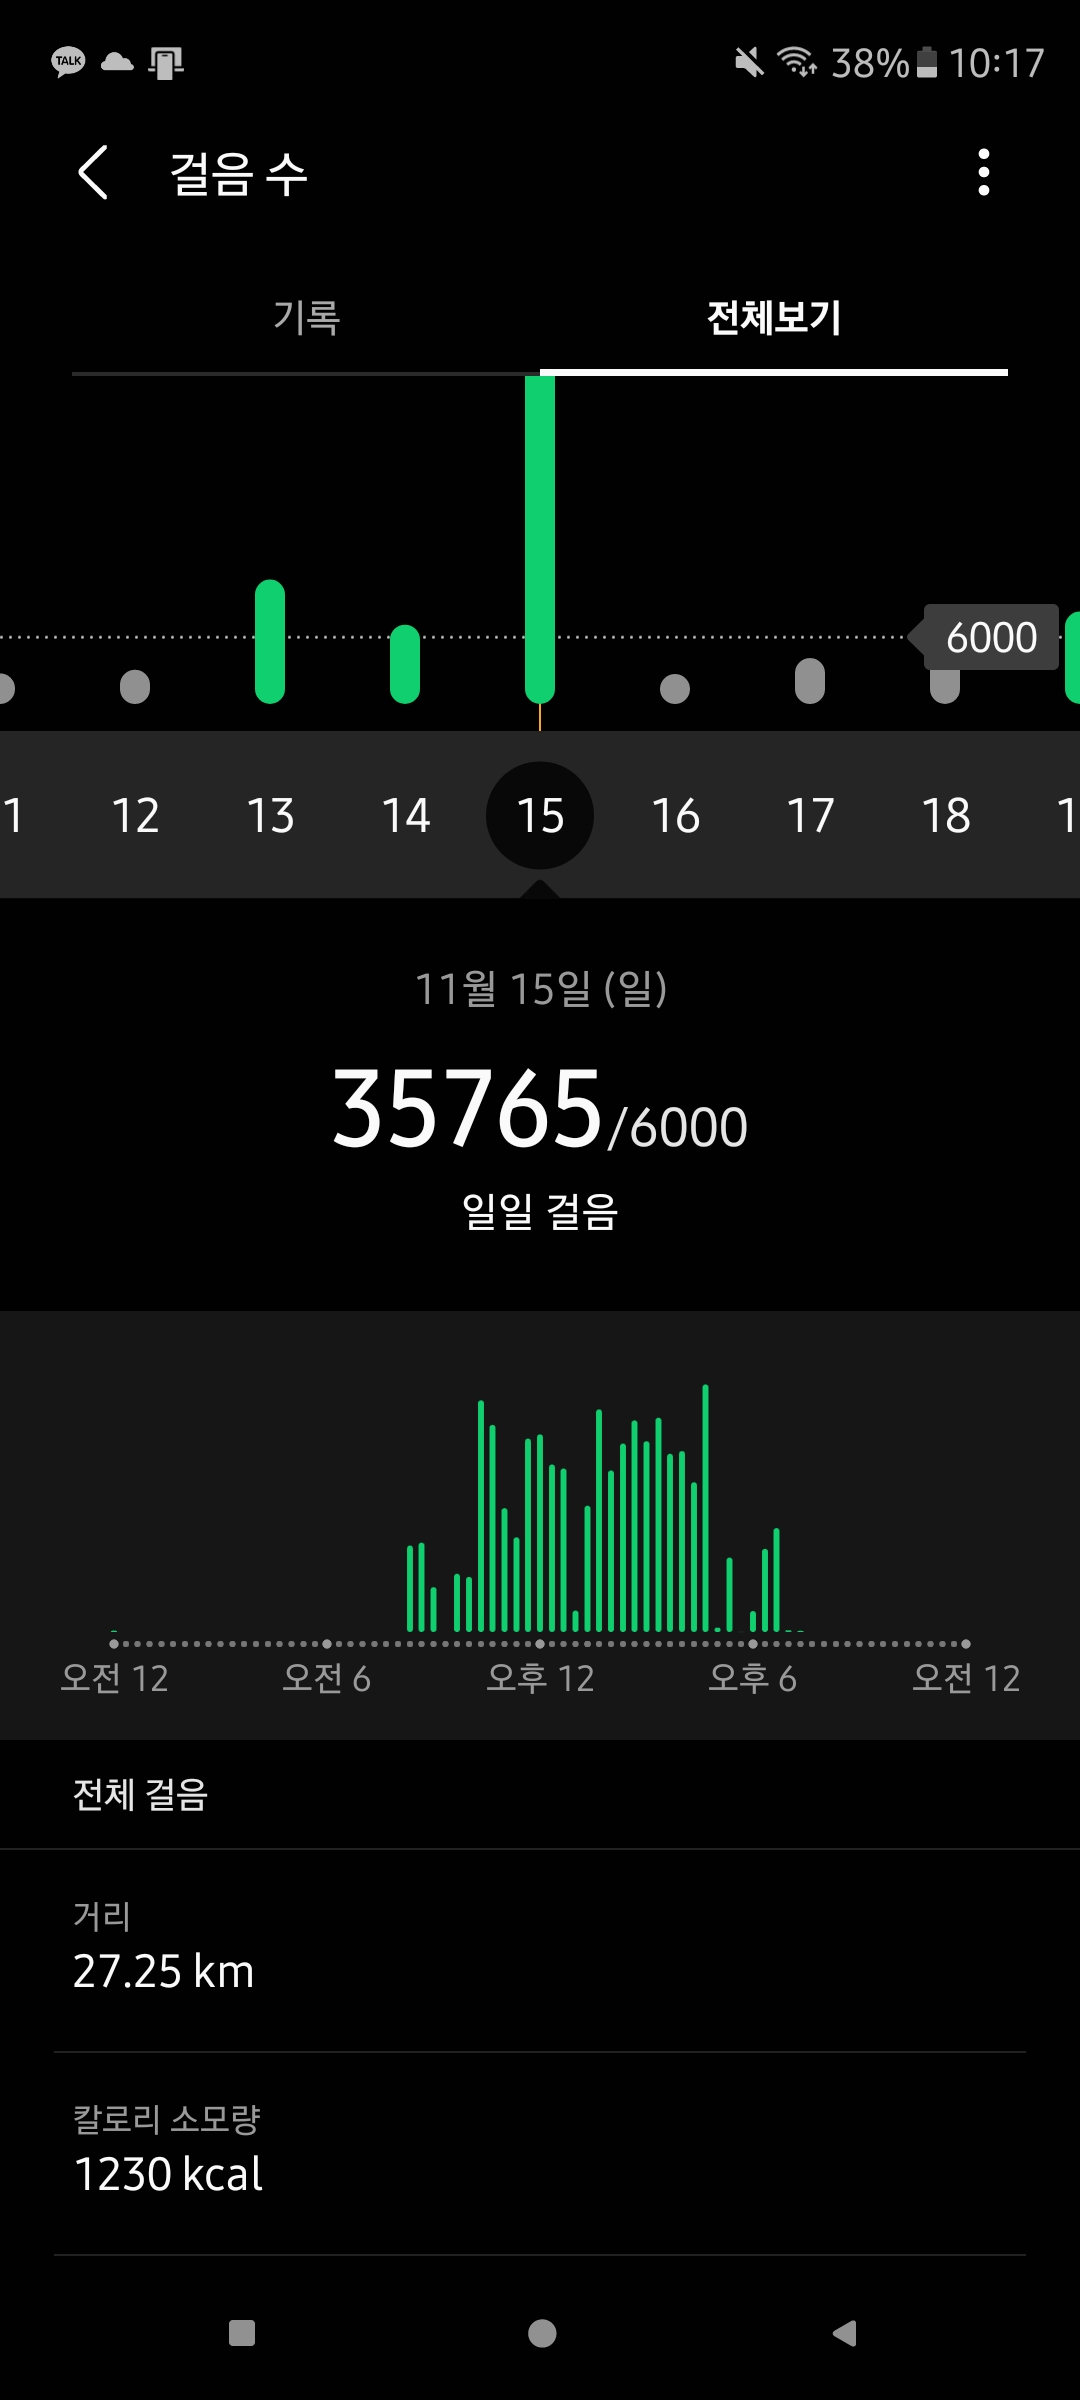 TALK 38% 10:17
걸음 수
기록 전체보기
6000
1 12 13 14 15 16 17 18 1
11월 15일 (일)
35765/6000
일일 걸음
오전 12 오전 6 오후 12 오후 6 오전 12
전체 걸음
거리
27.25 km
칼로리 소모량
1230 kcal